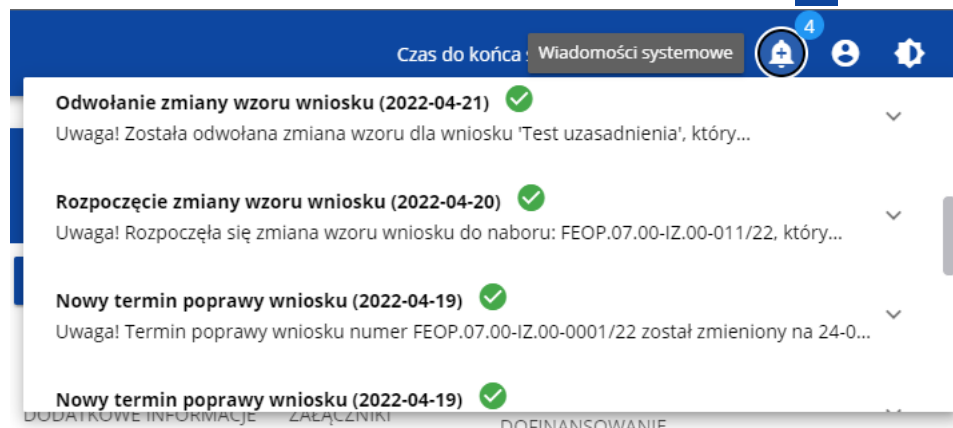 4
Czas do końca
Wiadomości systemowe
Odwołanie zmiany wzoru wniosku (2022-04-21)
Uwaga! Została odwołana zmiana wzoru dla wniosku 'Test uzasadnienia', który...
Rozpoczęcie zmiany wzoru wniosku (2022-04-20)
Uwaga! Rozpoczęła się zmiana wzoru wniosku do naboru: FEOP.07.00-IZ.00-011/22, który...
Nowy termin poprawy wniosku (2022-04-19)
Uwaga! Termin poprawy wniosku numer FEOP.07.00-IZ.00-0001/22 został zmieniony na 24-0...
Nowy termin poprawy wniosku (2022-04-19)
DODATKOWE INFORMACJE ZAŁĄCZNIKI DOFINANSOWANIE